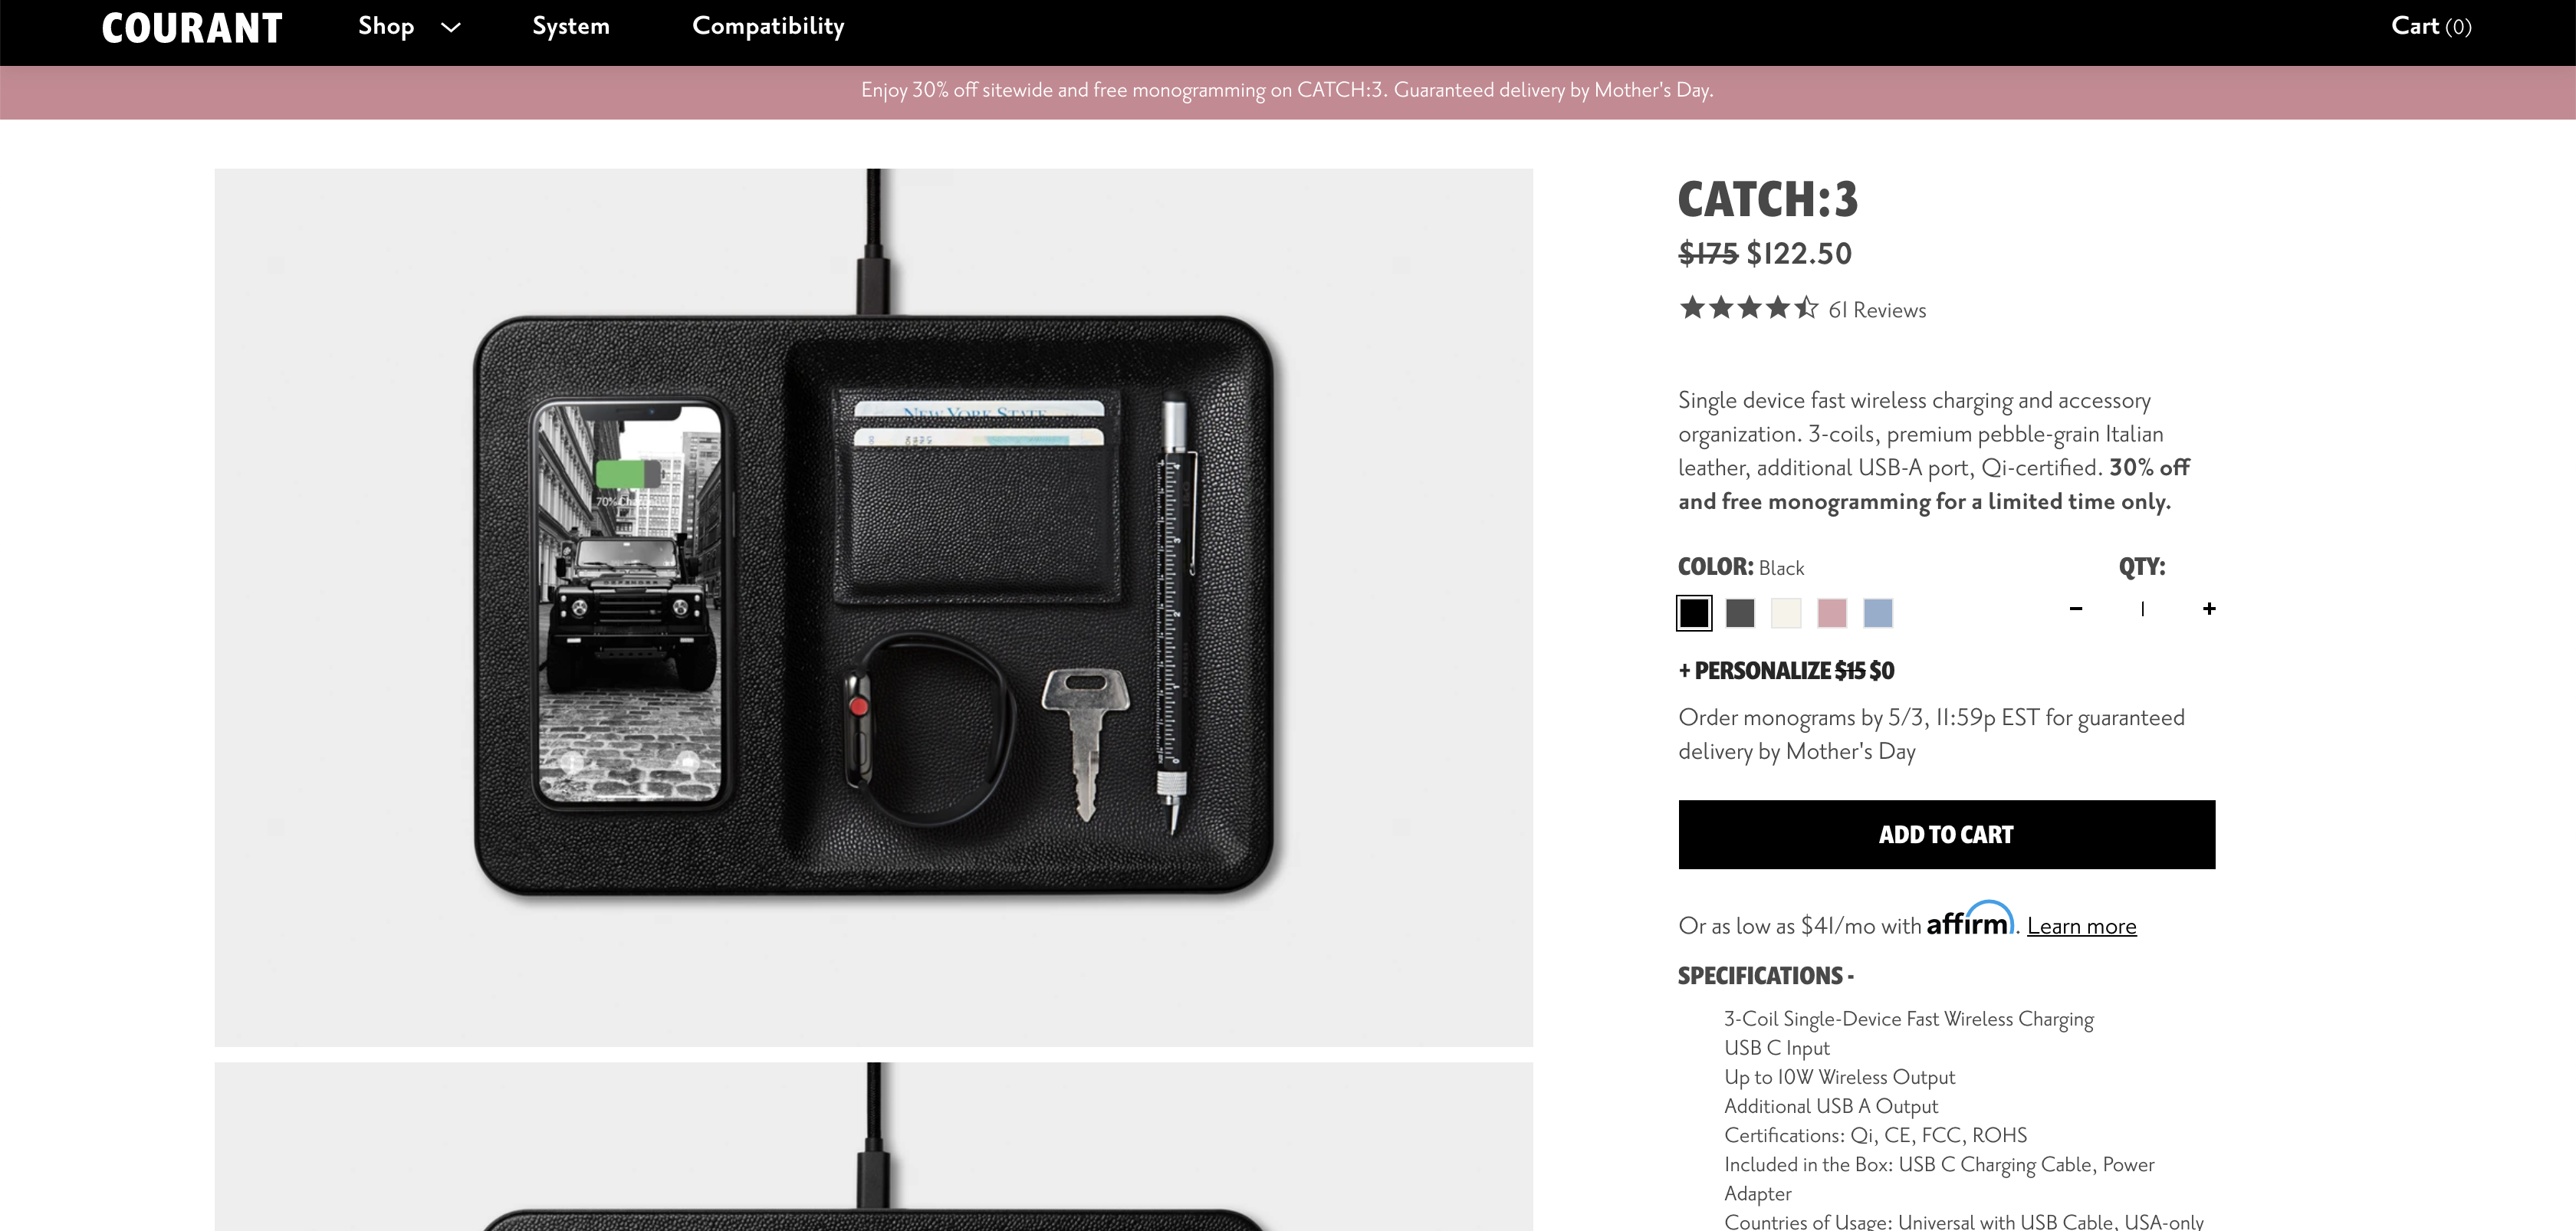 COURANT
Shop
System
Compatibility
Cart (0)
Enjoy 30% off sitewide and free monogramming on CATCH:3. Guaranteed delivery by Mother's Day.
NEW YORK STATE
70%
CATCH:3
$175 $122.50
61 Reviews
Single device fast wireless charging and accessory
organization. 3-coils, premium pebble-grain Italian
leather, additional USB-A port, Qi-certified. 30% off
and free monogramming for a limited time only.
COLOR: Black
QTY:
− 1 +
+ PERSONALIZE $15 $0
Order monograms by 5/3, 11:59p EST for guaranteed
delivery by Mother's Day
ADD TO CART
Or as low as $41/mo with affirm. Learn more
SPECIFICATIONS -
3-Coil Single-Device Fast Wireless Charging
USB C Input
Up to 10W Wireless Output
Additional USB A Output
Certifications: Qi, CE, FCC, ROHS
Included in the Box: USB C Charging Cable, Power
Adapter
Countries of Usage: Universal with USB Cable, USA-only